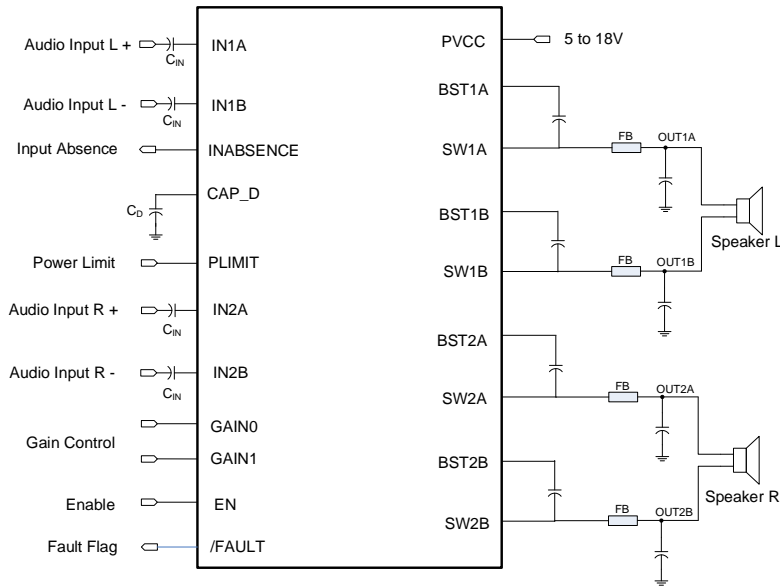 Audio Input L +
C_IN
IN1A
Audio Input L -
C_IN
IN1B
Input Absence
INABSENCE
CAP_D
C_D
Power Limit
PLIMIT
Audio Input R +
C_IN
IN2A
Audio Input R -
C_IN
IN2B
Gain Control
GAIN0
GAIN1
Enable
EN
Fault Flag
/FAULT
PVCC
5 to 18V
BST1A
SW1A
FB
OUT1A
BST1B
SW1B
FB
OUT1B
Speaker L
BST2A
SW2A
FB
OUT2A
BST2B
SW2B
FB
OUT2B
Speaker R